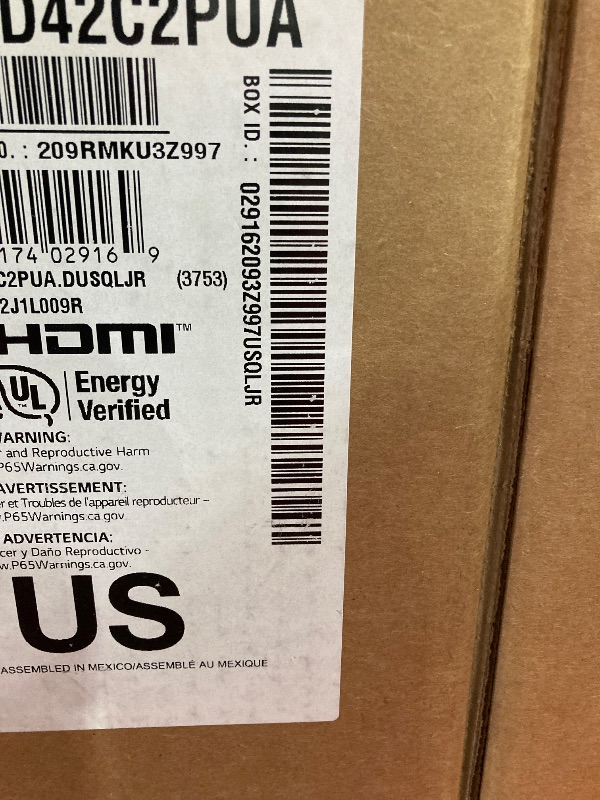 D42C2PUA
O. : 209RMKU3Z997
BOX ID. : 029162093Z997USQLJR
174 02916 9
C2PUA.DUSQLJR (3753)
2J1L009R
HDMI™
UL Energy
Verified
WARNING:
r and Reproductive Harm
P65Warnings.ca.gov.
AVERTISSEMENT:
er et Troubles de l'appareil reproducteur –
.P65Warnings.ca.gov
ADVERTENCIA:
cer y Daño Reproductivo -
w.P65Warnings.ca.gov.
US
ASSEMBLED IN MEXICO/ASSEMBLÉ AU MEXIQUE